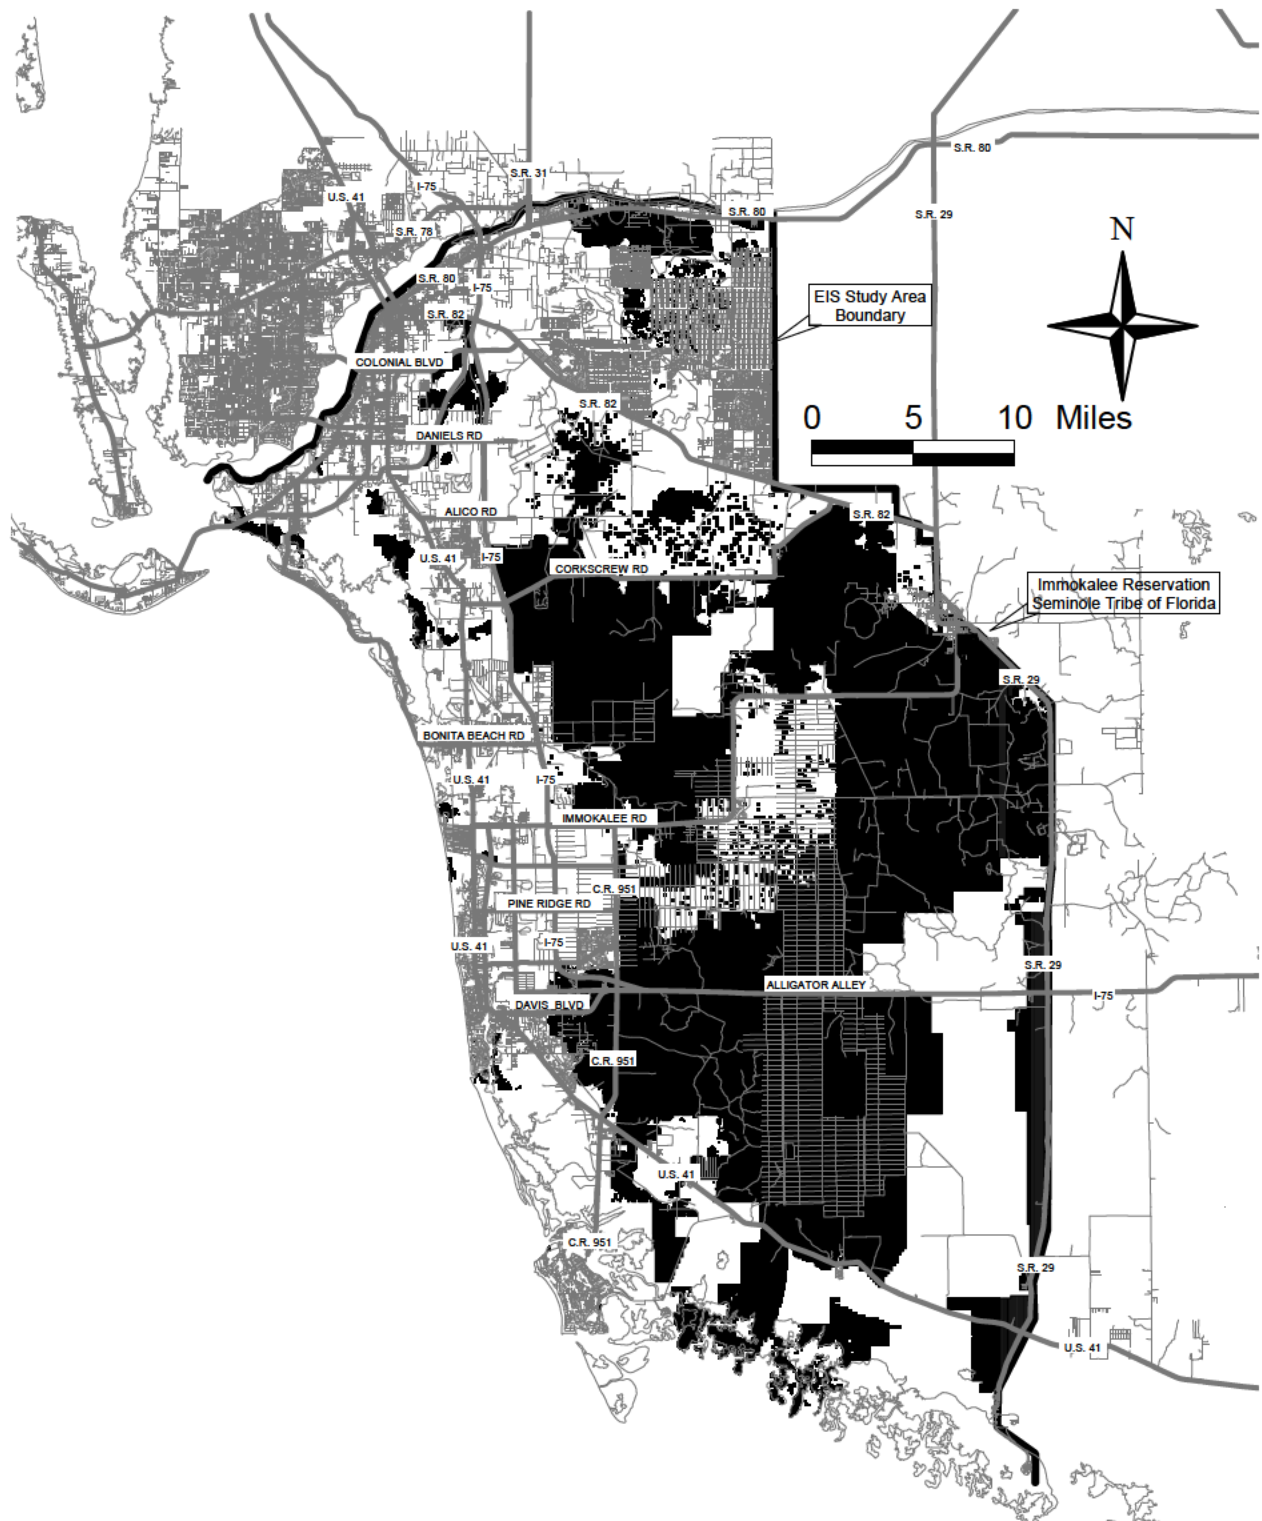 S.R. 80
S.R. 31
I-75
U.S. 41
S.R. 80
S.R. 29
S.R. 78
N
S.R. 80
I-75
EIS Study Area
Boundary
S.R. 82
COLONIAL BLVD
S.R. 82
0 5 10 Miles
DANIELS RD
ALICO RD
S.R. 82
U.S. 41
I-75
CORKSCREW RD
Immokalee Reservation
Seminole Tribe of Florida
S.R. 29
BONITA BEACH RD
U.S. 41
I-75
IMMOKALEE RD
C.R. 951
PINE RIDGE RD
U.S. 41
I-75
S.R. 29
ALLIGATOR ALLEY
I-75
DAVIS BLVD
C.R. 951
U.S. 41
C.R. 951
S.R. 29
U.S. 41